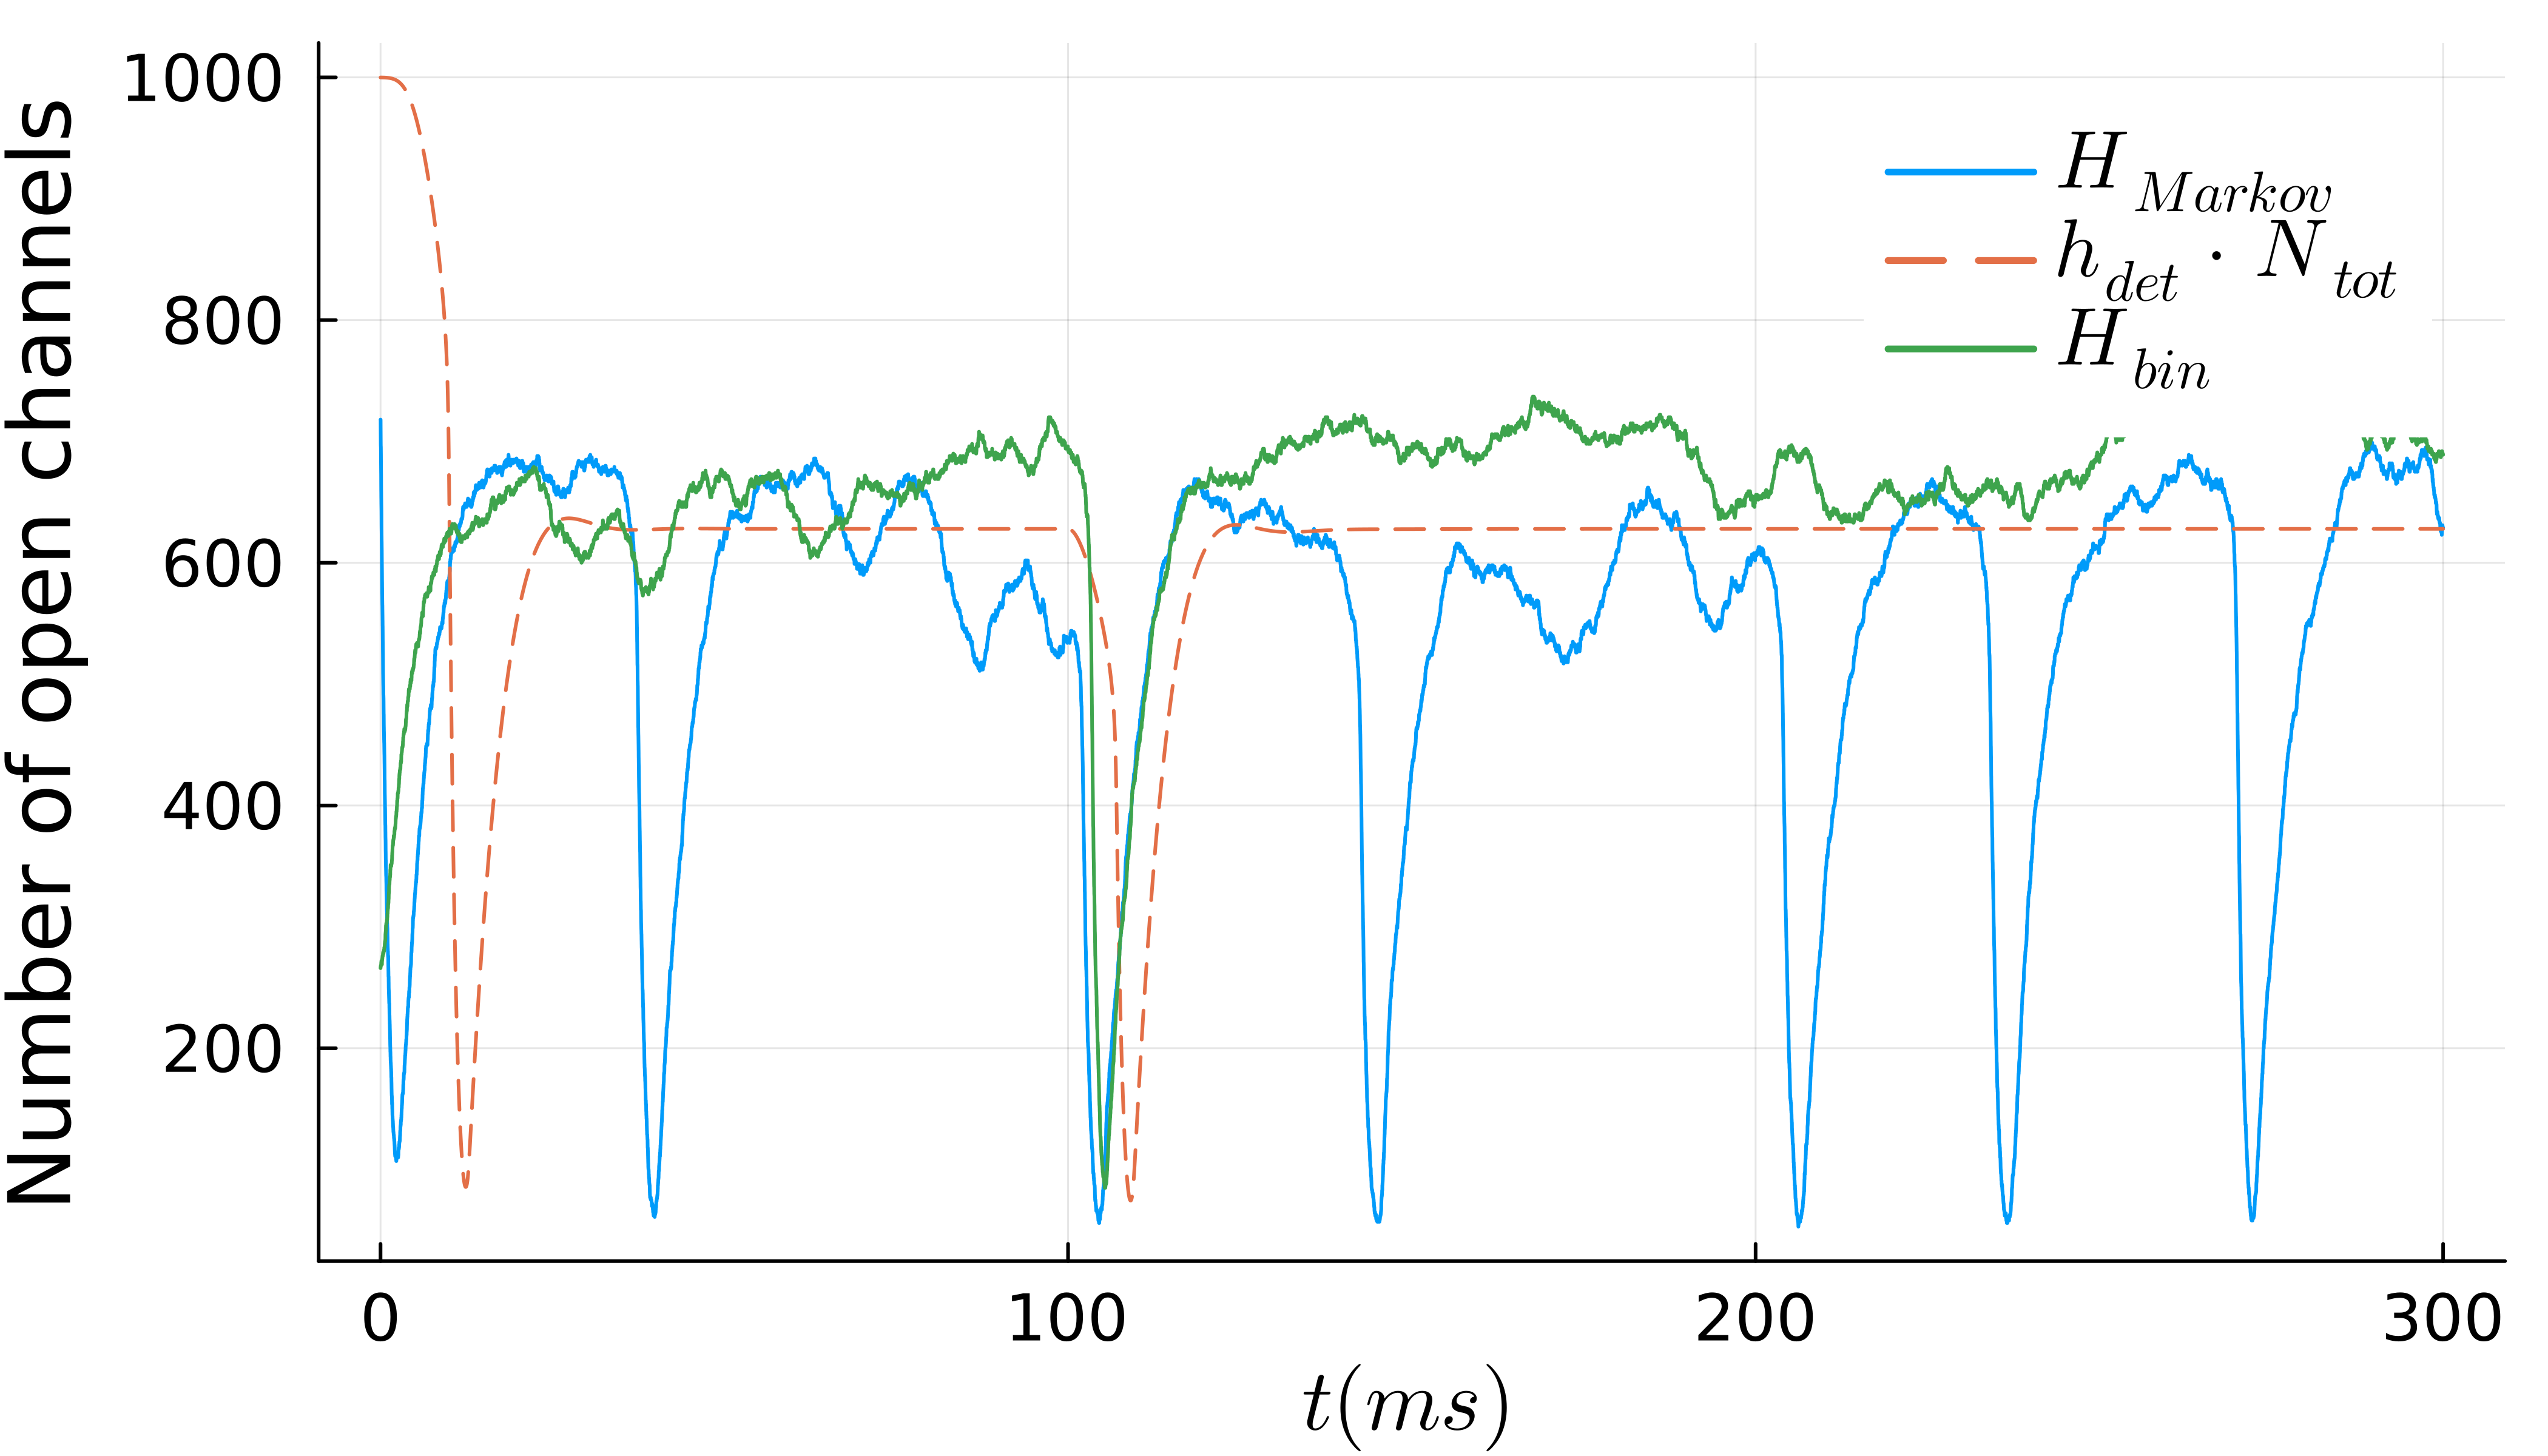 Number of open channels
1000
800
600
400
200
0 100 200 300
t(ms)
H_Markov
h_det · N_tot
H_bin